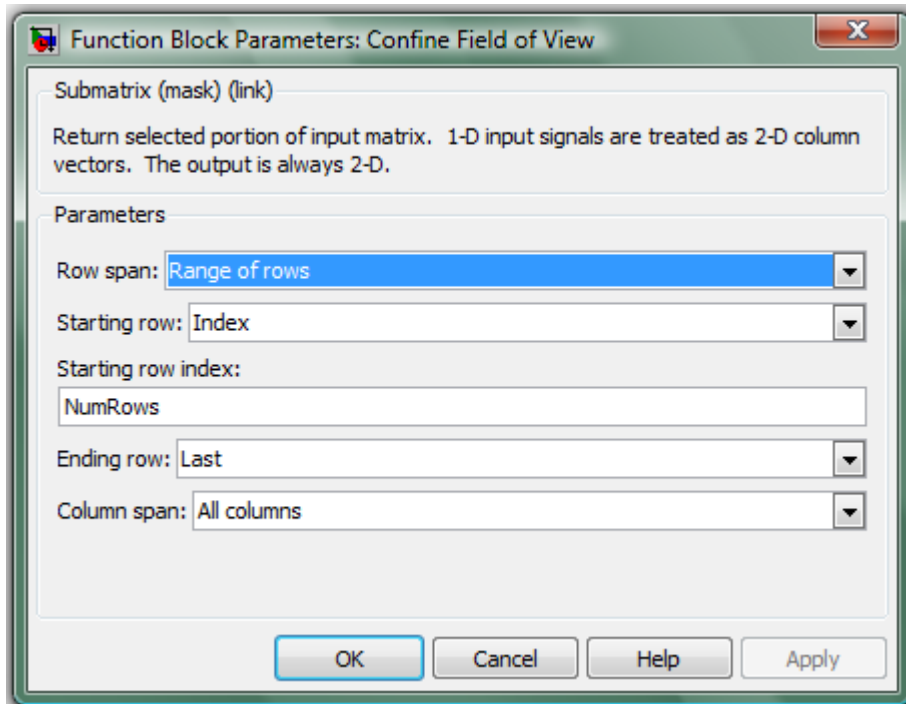 Function Block Parameters: Confine Field of View
Submatrix (mask) (link)
Return selected portion of input matrix.  1-D input signals are treated as 2-D column
vectors.  The output is always 2-D.
Parameters
Row span: Range of rows
Starting row: Index
Starting row index:
NumRows
Ending row: Last
Column span: All columns
OK Cancel Help Apply